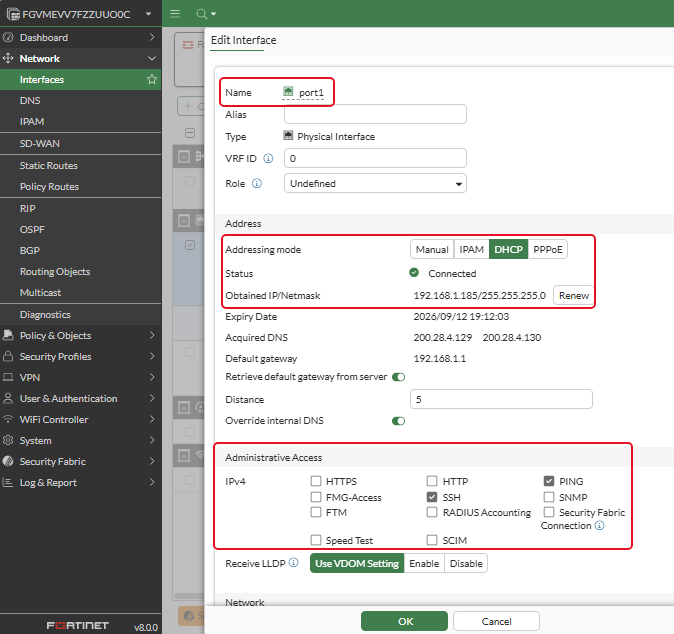 FGVMEVV7FZZUUO0C
Dashboard
Network
Interfaces
DNS
IPAM
SD-WAN
Static Routes
Policy Routes
RIP
OSPF
BGP
Routing Objects
Multicast
Diagnostics
Policy & Objects
Security Profiles
VPN
User & Authentication
WiFi Controller
System
Security Fabric
Log & Report
FORTINET v8.0.0
Edit Interface
Name port1
Alias
Type Physical Interface
VRF ID 0
Role Undefined
Address
Addressing mode Manual IPAM DHCP PPPoE
Status Connected
Obtained IP/Netmask 192.168.1.185/255.255.255.0 Renew
Expiry Date 2026/09/12 19:12:03
Acquired DNS 200.28.4.129 200.28.4.130
Default gateway 192.168.1.1
Retrieve default gateway from server
Distance 5
Override internal DNS
Administrative Access
IPv4 HTTPS HTTP PING
FMG-Access SSH SNMP
FTM RADIUS Accounting Security Fabric
Connection
Speed Test SCIM
Receive LLDP Use VDOM Setting Enable Disable
Network
OK Cancel